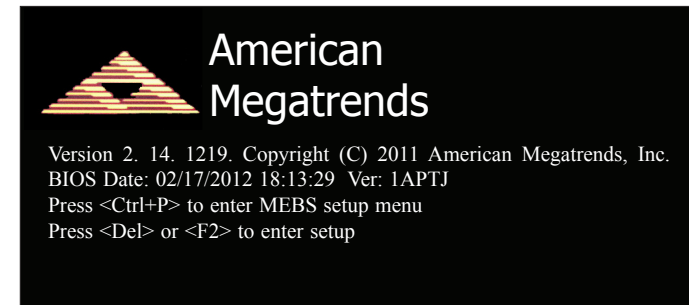 American
Megatrends
Version 2. 14. 1219. Copyright (C) 2011 American Megatrends, Inc.
BIOS Date: 02/17/2012 18:13:29 Ver: 1APTJ
Press <Ctrl+P> to enter MEBS setup menu
Press <Del> or <F2> to enter setup